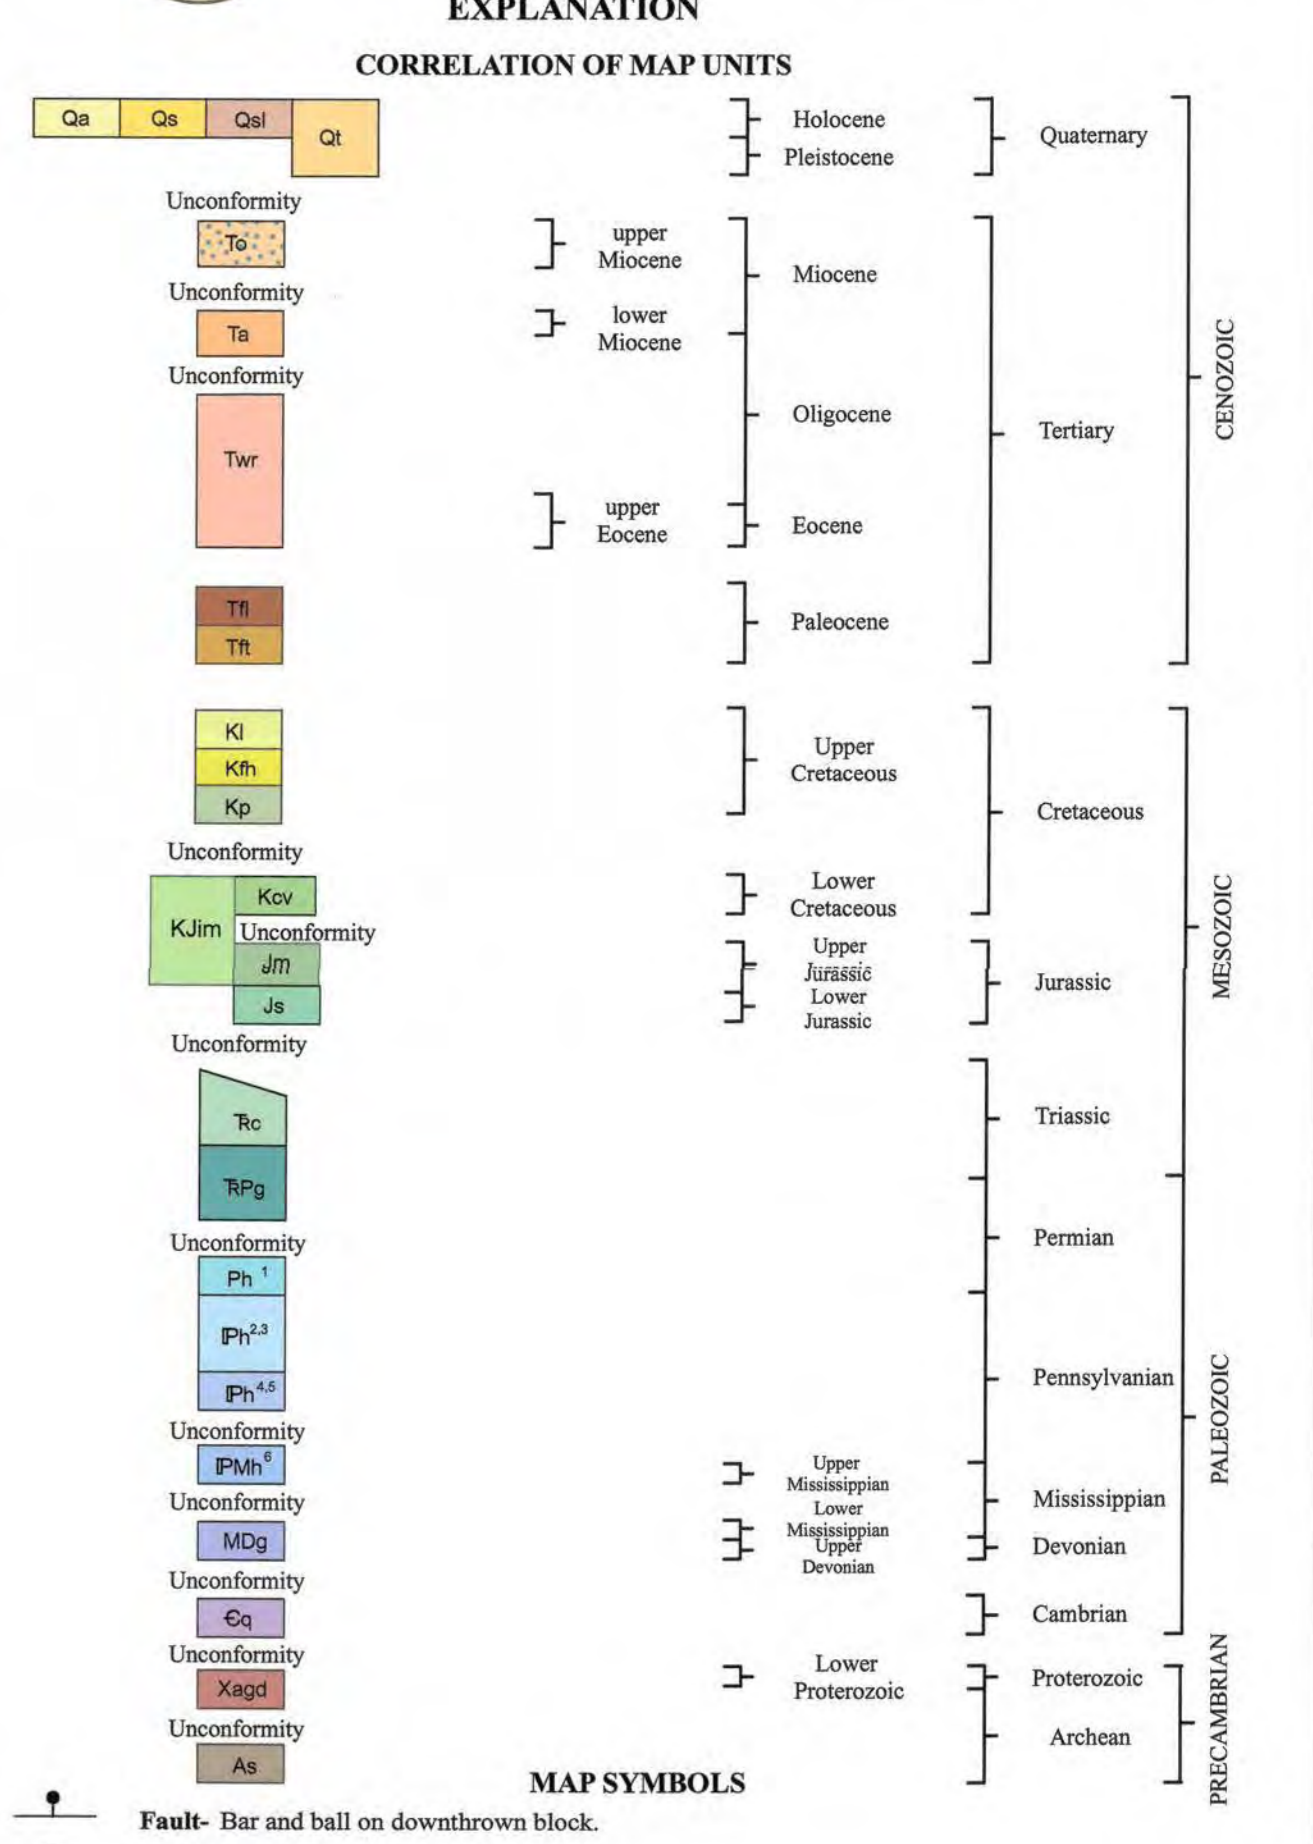 EXPLANATION
CORRELATION OF MAP UNITS
Qa Qs Qsl Qt
Holocene
Pleistocene
Quaternary
Unconformity
To
upper
Miocene
Miocene
Unconformity
Ta
lower
Miocene
Unconformity
Twr
Oligocene
Tertiary
CENOZOIC
upper
Eocene
Eocene
Tfl
Tft
Paleocene
Kl
Kfh
Kp
Upper
Cretaceous
Cretaceous
Unconformity
KJim
Kcv
Lower
Cretaceous
Unconformity
Jm
Upper
Jurassic
Js
Lower
Jurassic
Jurassic
MESOZOIC
Unconformity
T̅Rc
Triassic
T̅RPg
Permian
Unconformity
Ph 1
ℙh2,3
ℙh4,5
Pennsylvanian
PALEOZOIC
Unconformity
ℙMh6
Upper
Mississippian
Mississippian
Unconformity
MDg
Lower
Mississippian
Upper
Devonian
Devonian
Unconformity
Єq
Cambrian
Unconformity
Xagd
Lower
Proterozoic
Proterozoic
Unconformity
As
Archean
PRECAMBRIAN
MAP SYMBOLS
Fault- Bar and ball on downthrown block.